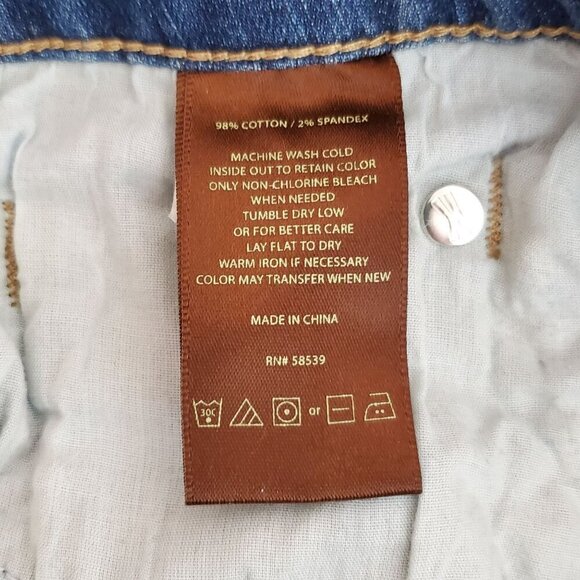 98% COTTON / 2% SPANDEX
MACHINE WASH COLD
INSIDE OUT TO RETAIN COLOR
ONLY NON-CHLORINE BLEACH
WHEN NEEDED
TUMBLE DRY LOW
OR FOR BETTER CARE
LAY FLAT TO DRY
WARM IRON IF NECESSARY
COLOR MAY TRANSFER WHEN NEW
MADE IN CHINA
RN# 58539
30C or